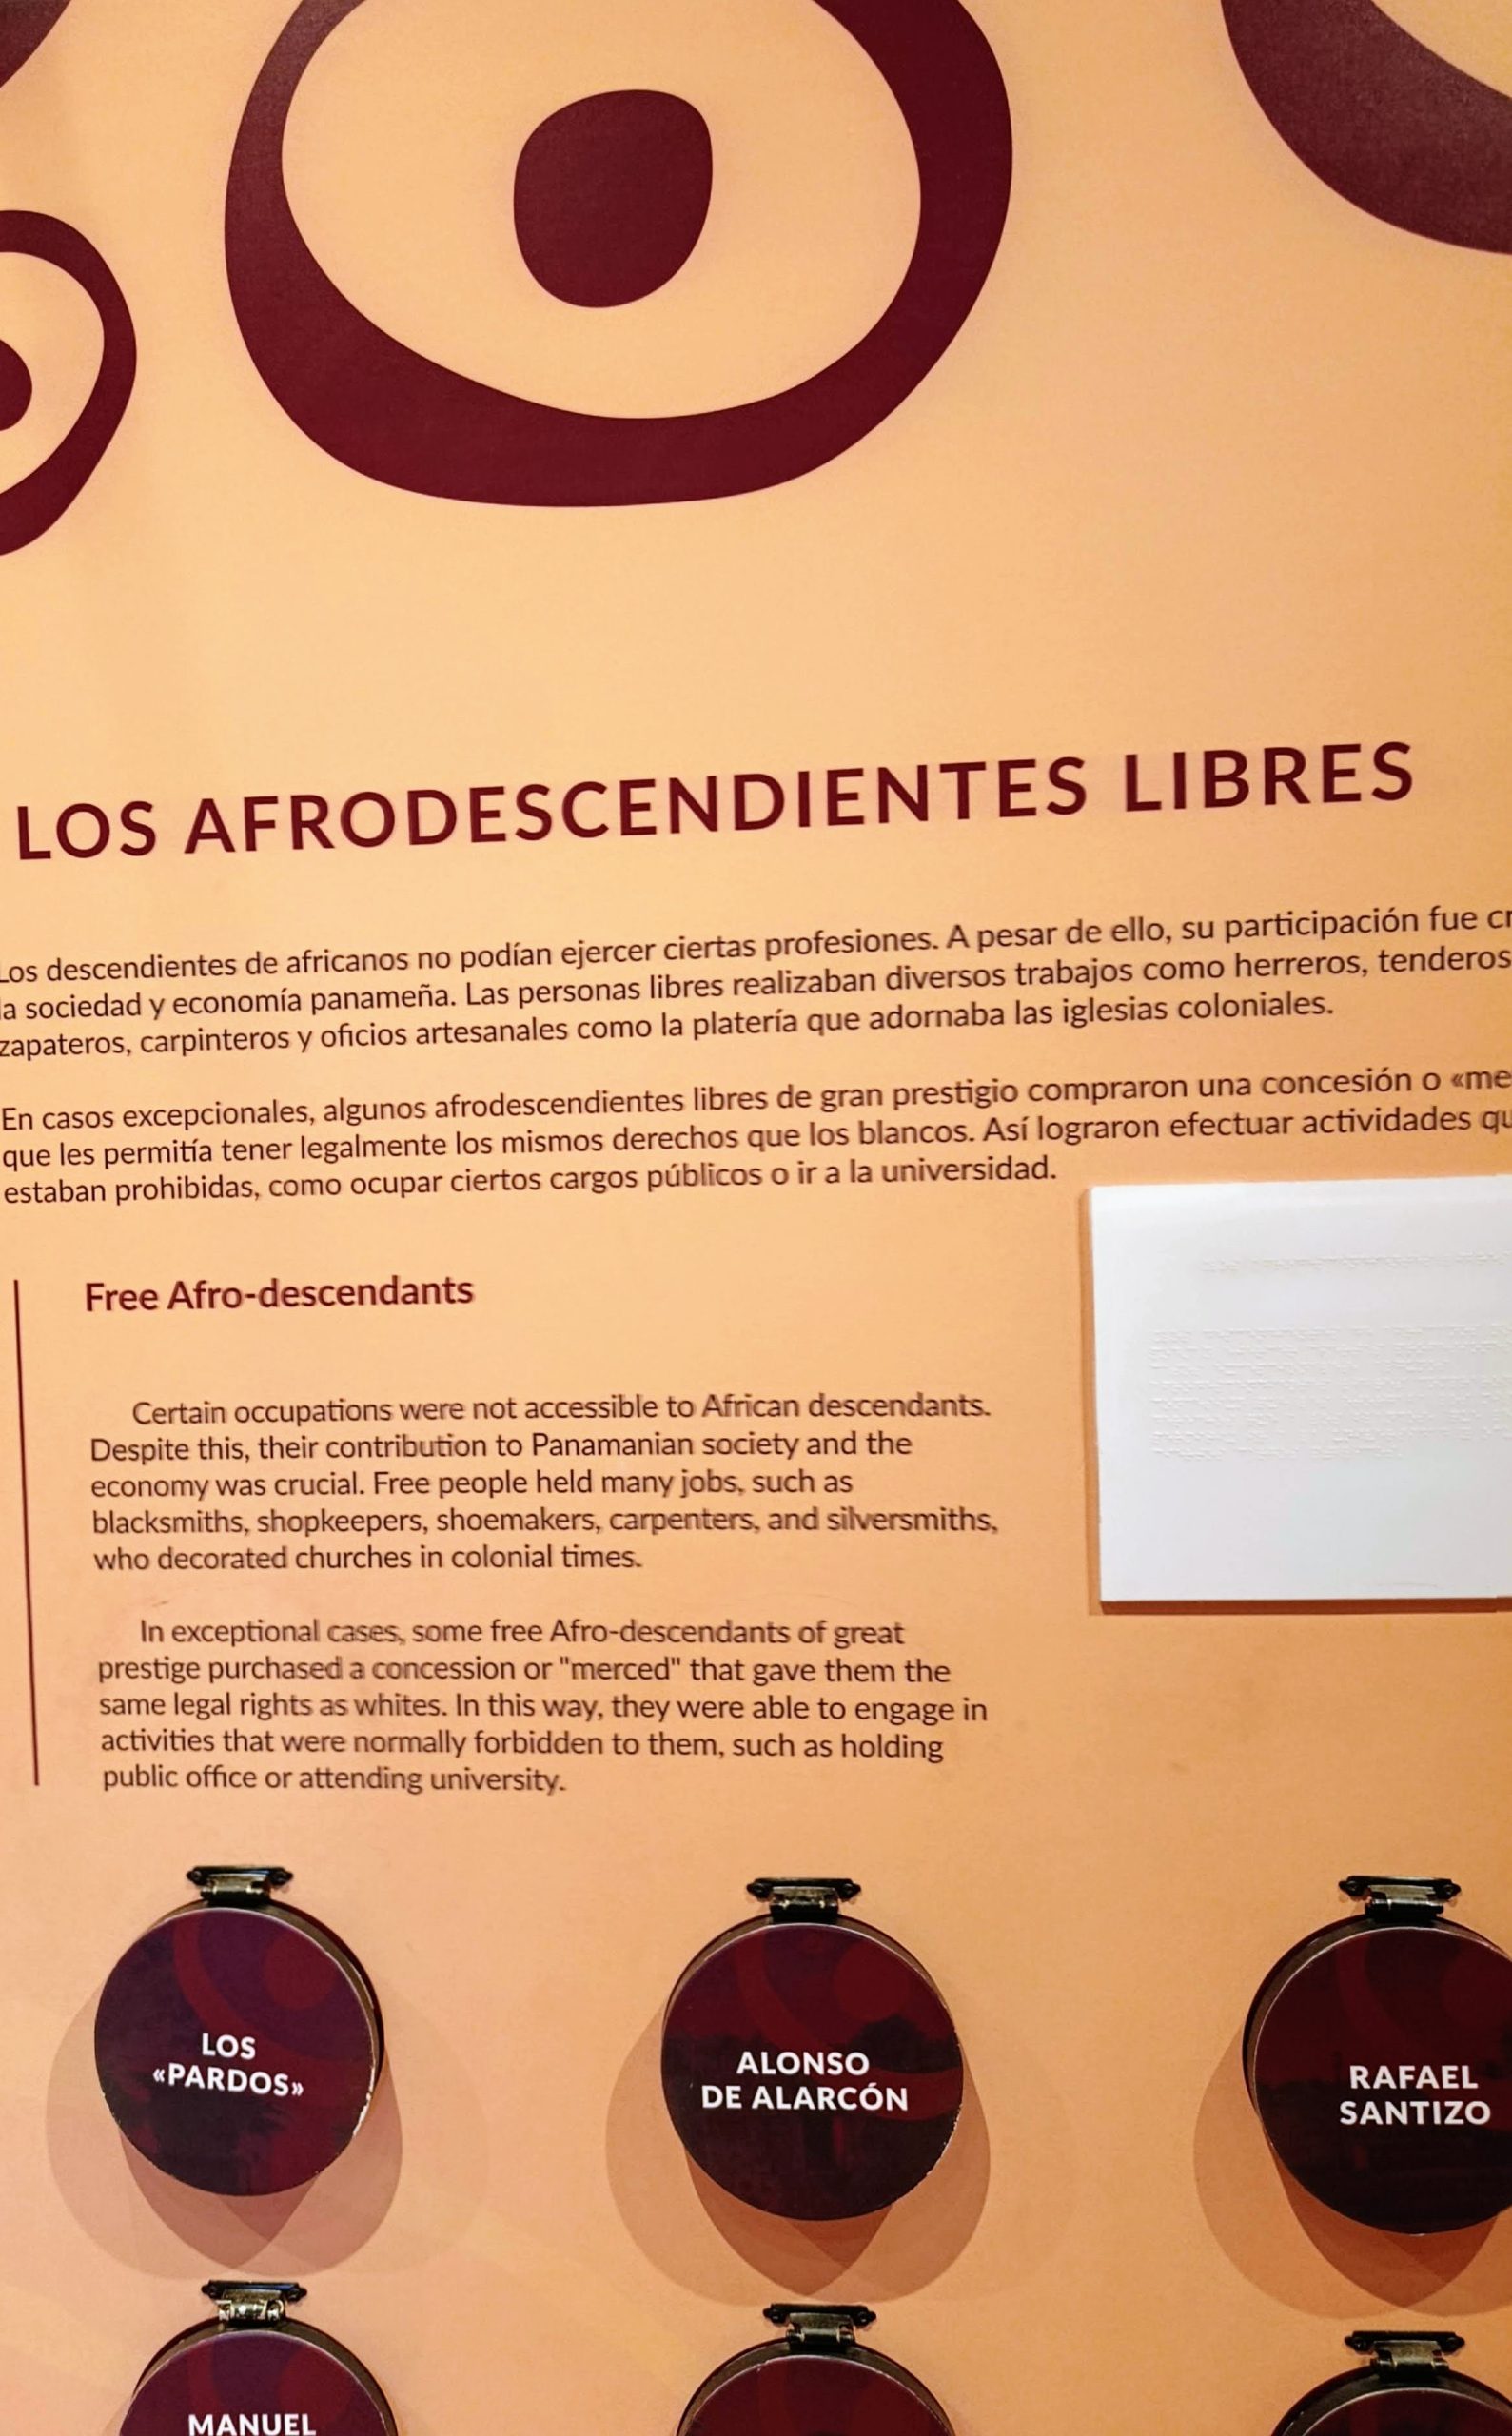 LOS AFRODESCENDIENTES LIBRES
Los descendientes de africanos no podían ejercer ciertas profesiones. A pesar de ello, su participación fue cr
la sociedad y economía panameña. Las personas libres realizaban diversos trabajos como herreros, tenderos
zapateros, carpinteros y oficios artesanales como la platería que adornaba las iglesias coloniales.
En casos excepcionales, algunos afrodescendientes libres de gran prestigio compraron una concesión o «me
que les permitía tener legalmente los mismos derechos que los blancos. Así lograron efectuar actividades qu
estaban prohibidas, como ocupar ciertos cargos públicos o ir a la universidad.
Free Afro-descendants
Certain occupations were not accessible to African descendants.
Despite this, their contribution to Panamanian society and the
economy was crucial. Free people held many jobs, such as
blacksmiths, shopkeepers, shoemakers, carpenters, and silversmiths,
who decorated churches in colonial times.
In exceptional cases, some free Afro-descendants of great
prestige purchased a concession or "merced" that gave them the
same legal rights as whites. In this way, they were able to engage in
activities that were normally forbidden to them, such as holding
public office or attending university.
LOS
«PARDOS»
ALONSO
DE ALARCÓN
RAFAEL
SANTIZO
MANUEL